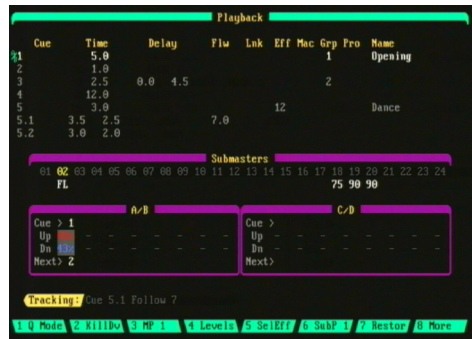 Playback
Cue Time Delay Flw Lnk Eff Mac Grp Pro Name
1 5.0 1 Opening
2 1.0
3 2.5 0.0 4.5 2
4 12.0
5 3.0 12 Dance
5.1 3.5 2.5 7.0
5.2 3.0 2.0
Submasters
01 02 03 04 05 06 07 08 09 10 11 12 13 14 15 16 17 18 19 20 21 22 23 24
FL 75 90 90
A/B C/D
Cue > 1 Cue >
Up - - - - - - - Up - - - - - - - -
Dn - - - - - - - Dn - - - - - - - -
Next> 2 Next>
Tracking: Cue 5.1 Follow 7
1 Q Mode 2 KillDv 3 MP 1 4 Levels 5 SelEff 6 SubP 1 7 Restor 8 More